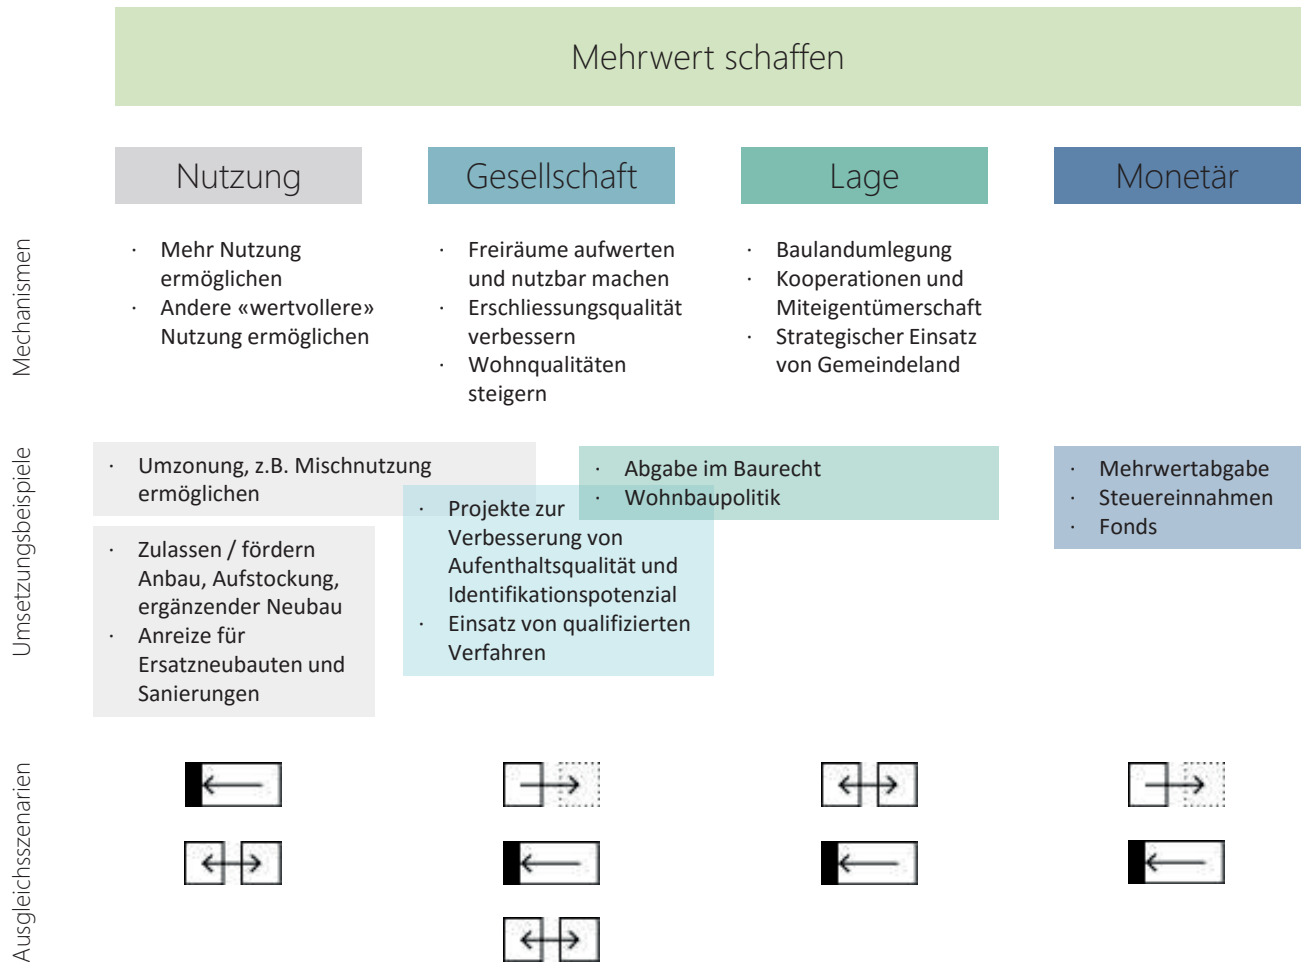 Mehrwert schaffen
Nutzung
Gesellschaft
Lage
Monetär
Mechanismen
· Mehr Nutzung
ermöglichen
· Andere «wertvollere»
Nutzung ermöglichen
· Freiräume aufwerten
und nutzbar machen
· Erschliessungsqualität
verbessern
· Wohnqualitäten
steigern
· Baulandumlegung
· Kooperationen und
Miteigentümerschaft
· Strategischer Einsatz
von Gemeindeland
Umsetzungsbeispiele
· Umzonung, z.B. Mischnutzung
ermöglichen
· Zulassen / fördern
Anbau, Aufstockung,
ergänzender Neubau
· Anreize für
Ersatzneubauten und
Sanierungen
· Projekte zur
Verbesserung von
Aufenthaltsqualität und
Identifikationspotenzial
· Einsatz von qualifizierten
Verfahren
· Abgabe im Baurecht
· Wohnbaupolitik
· Mehrwertabgabe
· Steuereinnahmen
· Fonds
Ausgleichsszenarien